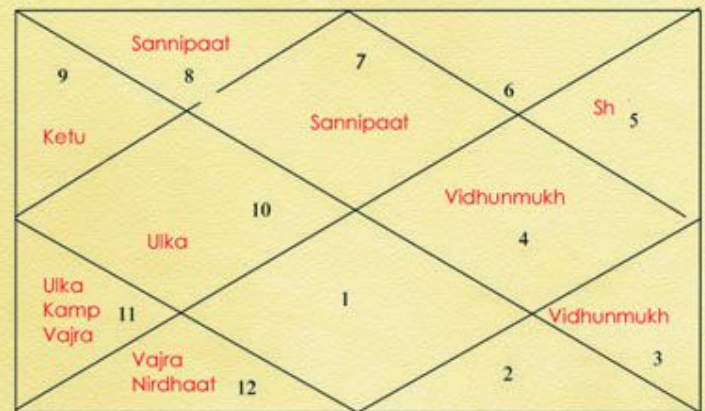 Sannipaat
7
9
8
6
Sh
5
Sannipaat
Ketu
Vidhunmukh
10
4
Ulka
Ulka
Kamp
Vajra
11
1
Vidhunmukh
Vajra
Nirdhaat
12
2
3